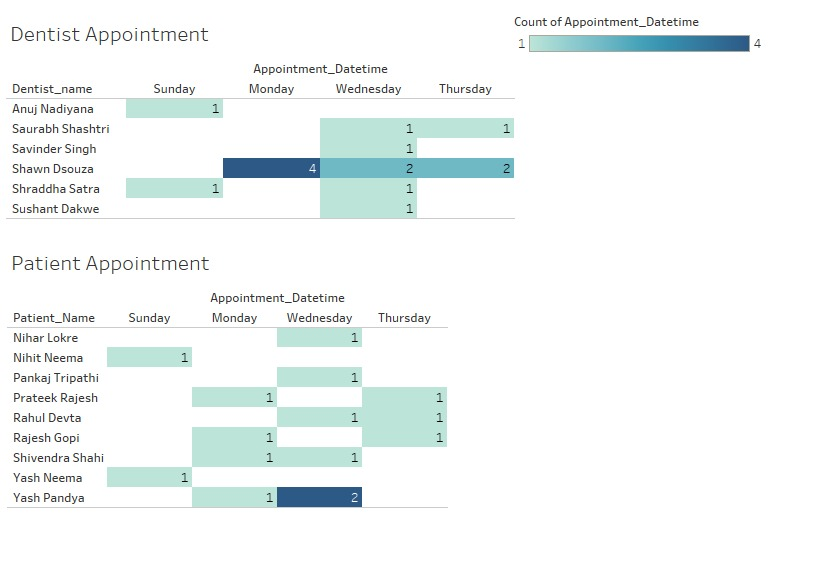 Dentist Appointment
Count of Appointment_Datetime
1 4
Appointment_Datetime
Dentist_name Sunday Monday Wednesday Thursday
Anuj Nadiyana 1
Saurabh Shashtri 1 1
Savinder Singh 1
Shawn Dsouza 4 2 2
Shraddha Satra 1 1
Sushant Dakwe 1
Patient Appointment
Appointment_Datetime
Patient_Name Sunday Monday Wednesday Thursday
Nihar Lokre 1
Nihit Neema 1
Pankaj Tripathi 1
Prateek Rajesh 1 1
Rahul Devta 1 1
Rajesh Gopi 1 1
Shivendra Shahi 1 1
Yash Neema 1
Yash Pandya 1 2